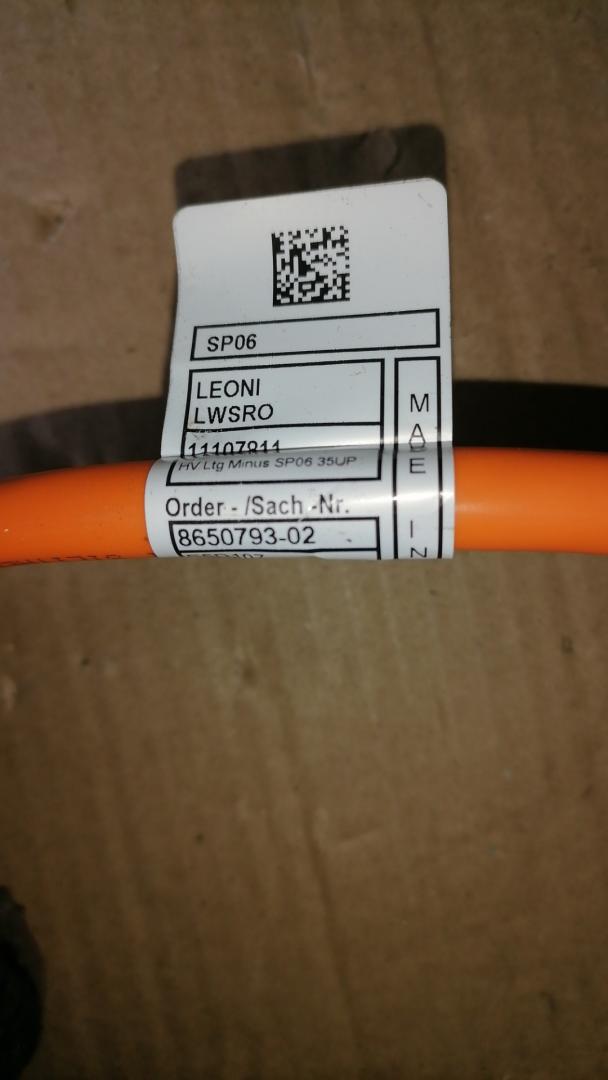 SP06
LEONI
LWSRO
11107811
HV Ltg Minus SP06 35UP
Order - /Sach -Nr.
8650793-02
MADE IN